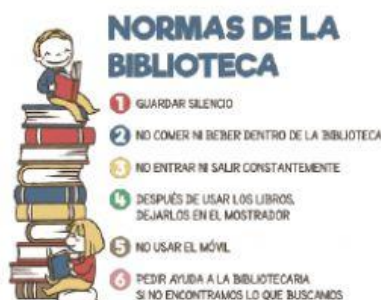 NORMAS DE LA
BIBLIOTECA
1 GUARDAR SILENCIO
2 NO COMER NI BEBER DENTRO DE LA BIBLIOTECA
3 NO ENTRAR NI SALIR CONSTANTEMENTE
4 DESPUÉS DE USAR LOS LIBROS,
DEJARLOS EN EL MOSTRADOR
5 NO USAR EL MÓVIL
6 PEDIR AYUDA A LA BIBLIOTECARIA
SI NO ENCONTRAMOS LO QUE BUSCAMOS